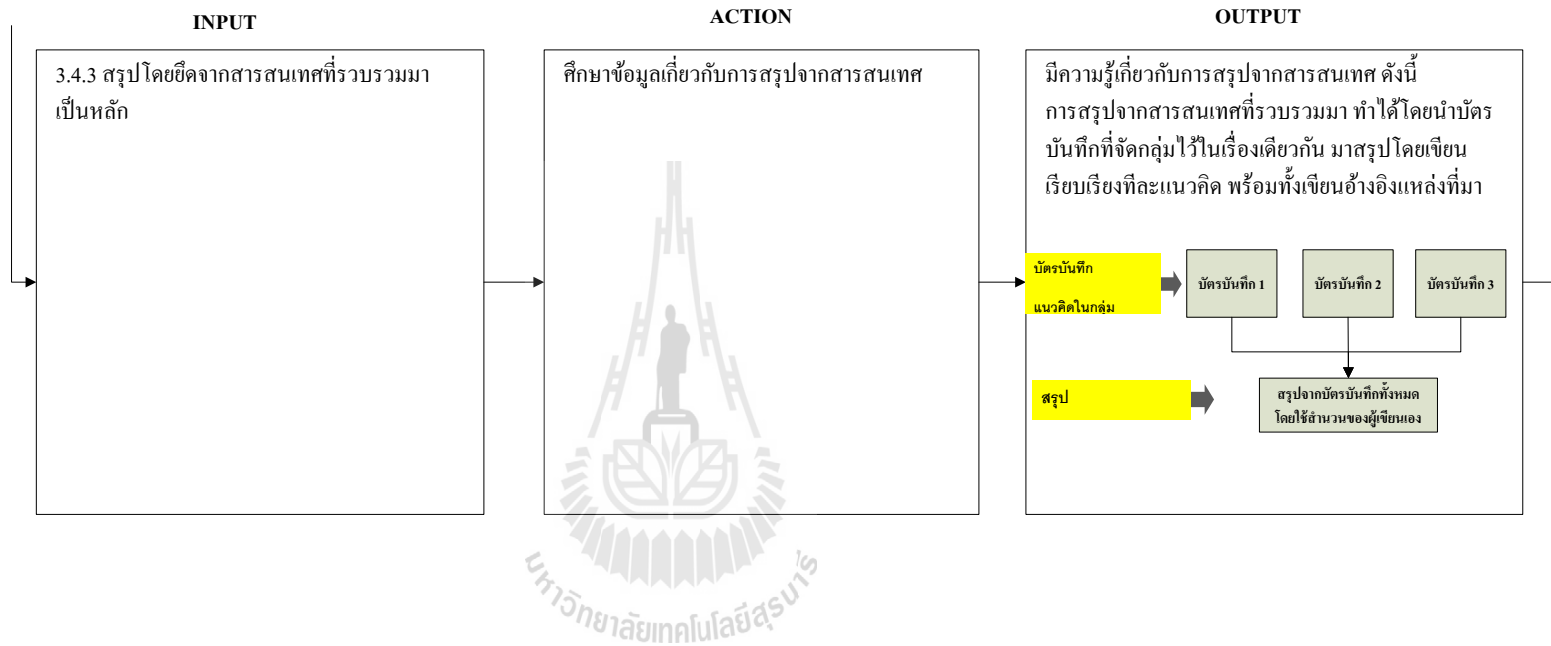 INPUT
ACTION
OUTPUT
3.4.3 สรุปโดยยึดจากสารสนเทศที่รวบรวมมา
เป็นหลัก
ศึกษาข้อมูลเกี่ยวกับการสรุปจากสารสนเทศ
มีความรู้เกี่ยวกับการสรุปจากสารสนเทศ ดังนี้
การสรุปจากสารสนเทศที่รวบรวมมา ทำได้โดยนำบัตร
บันทึกที่จัดกลุ่มไว้ในเรื่องเดียวกัน มาสรุปโดยเขียน
เรียบเรียงทีละแนวคิด พร้อมทั้งเขียนอ้างอิงแหล่งที่มา
บัตรบันทึก
แนวคิดในกลุ่ม
บัตรบันทึก 1
บัตรบันทึก 2
บัตรบันทึก 3
สรุป
สรุปจากบัตรบันทึกทั้งหมด
โดยใช้สำนวนของผู้เขียนเอง
มหาวิทยาลัยเทคโนโลยีสุรนารี